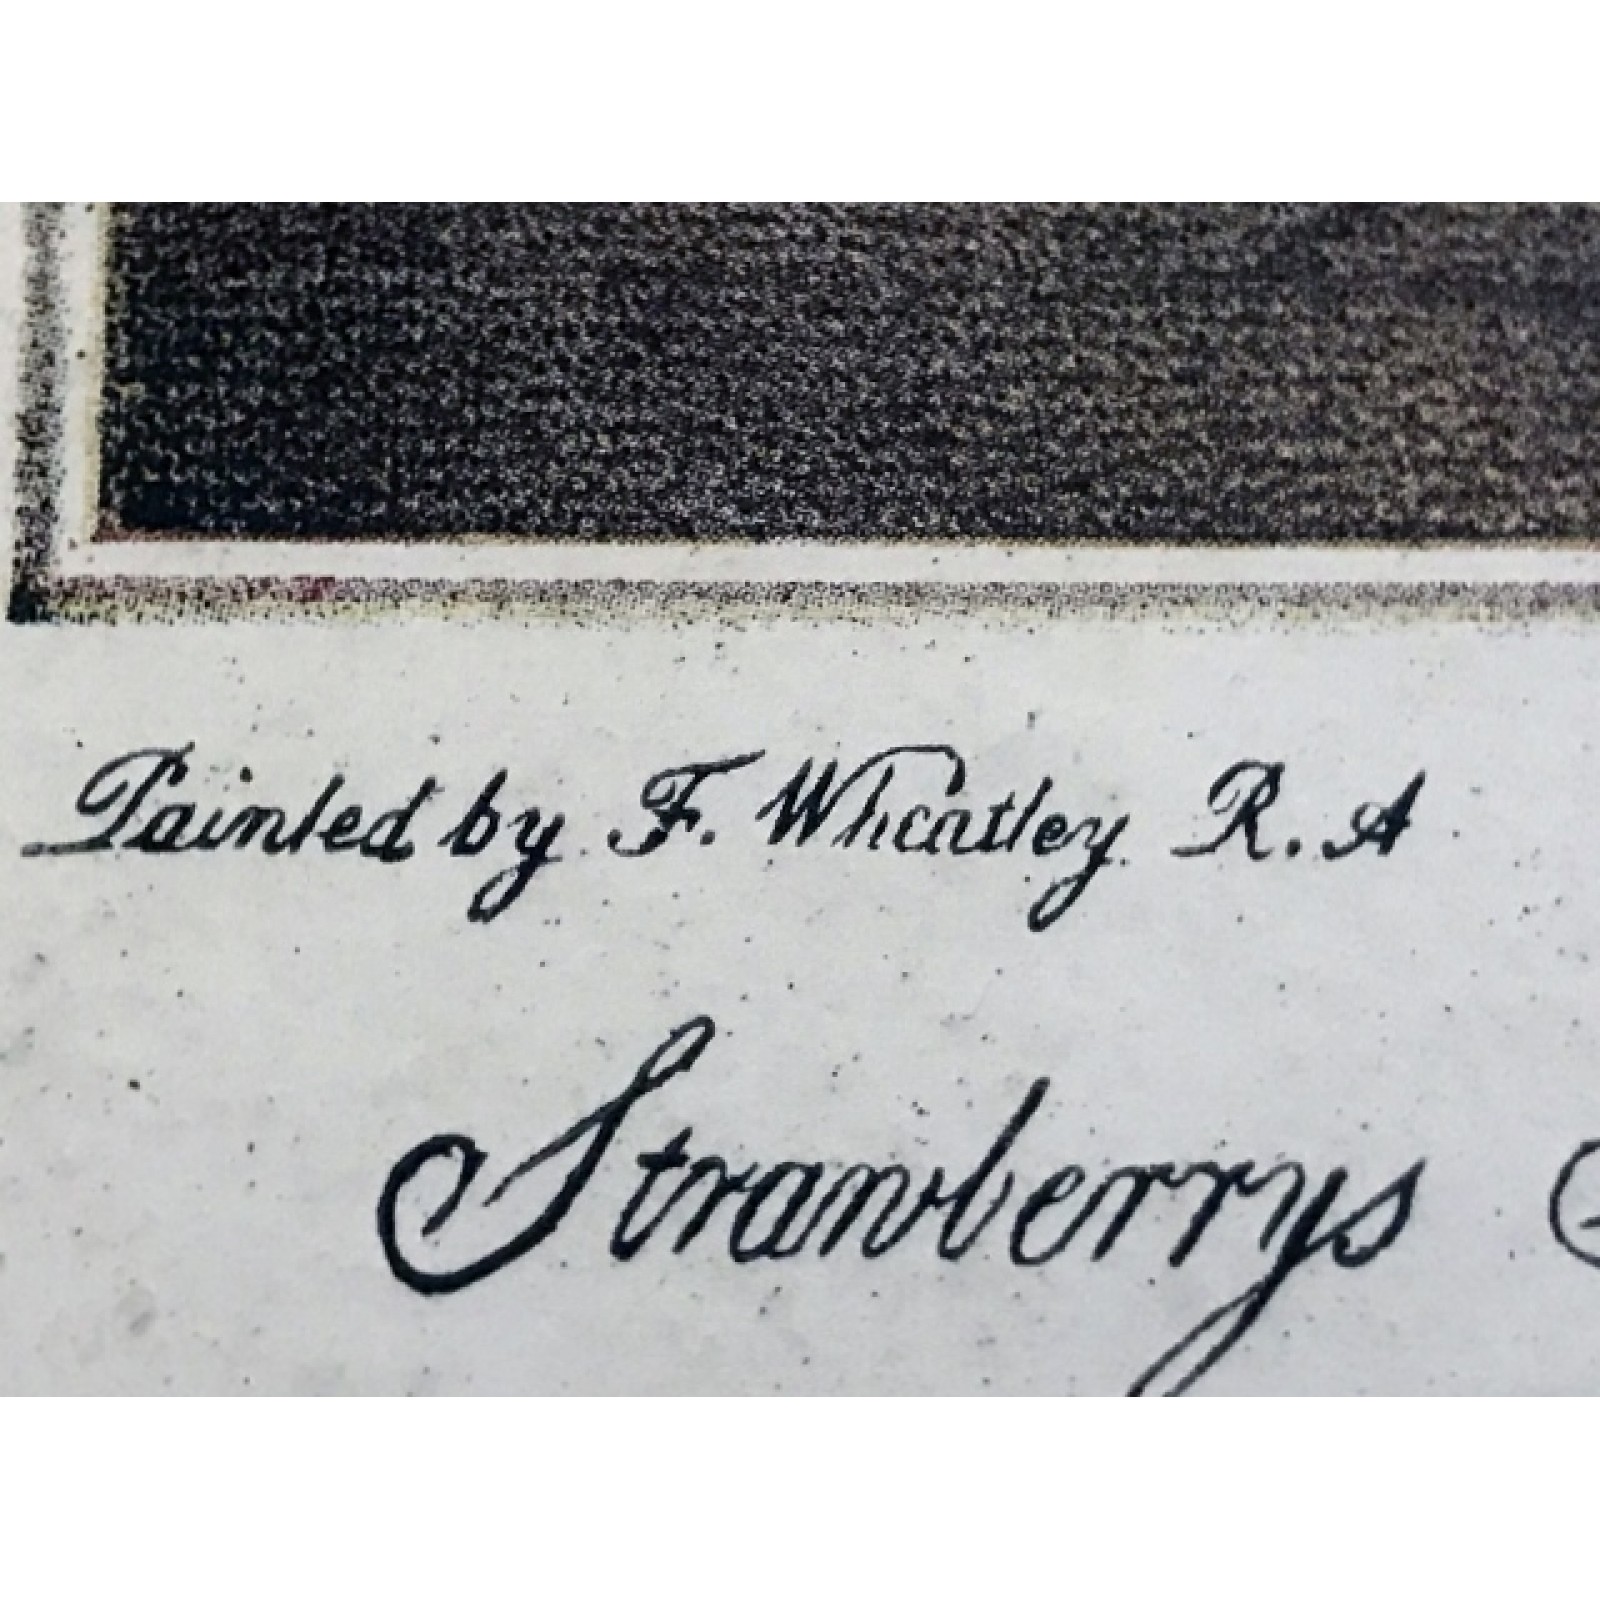 Painted by F. Wheatley. R. A
Strawberrys